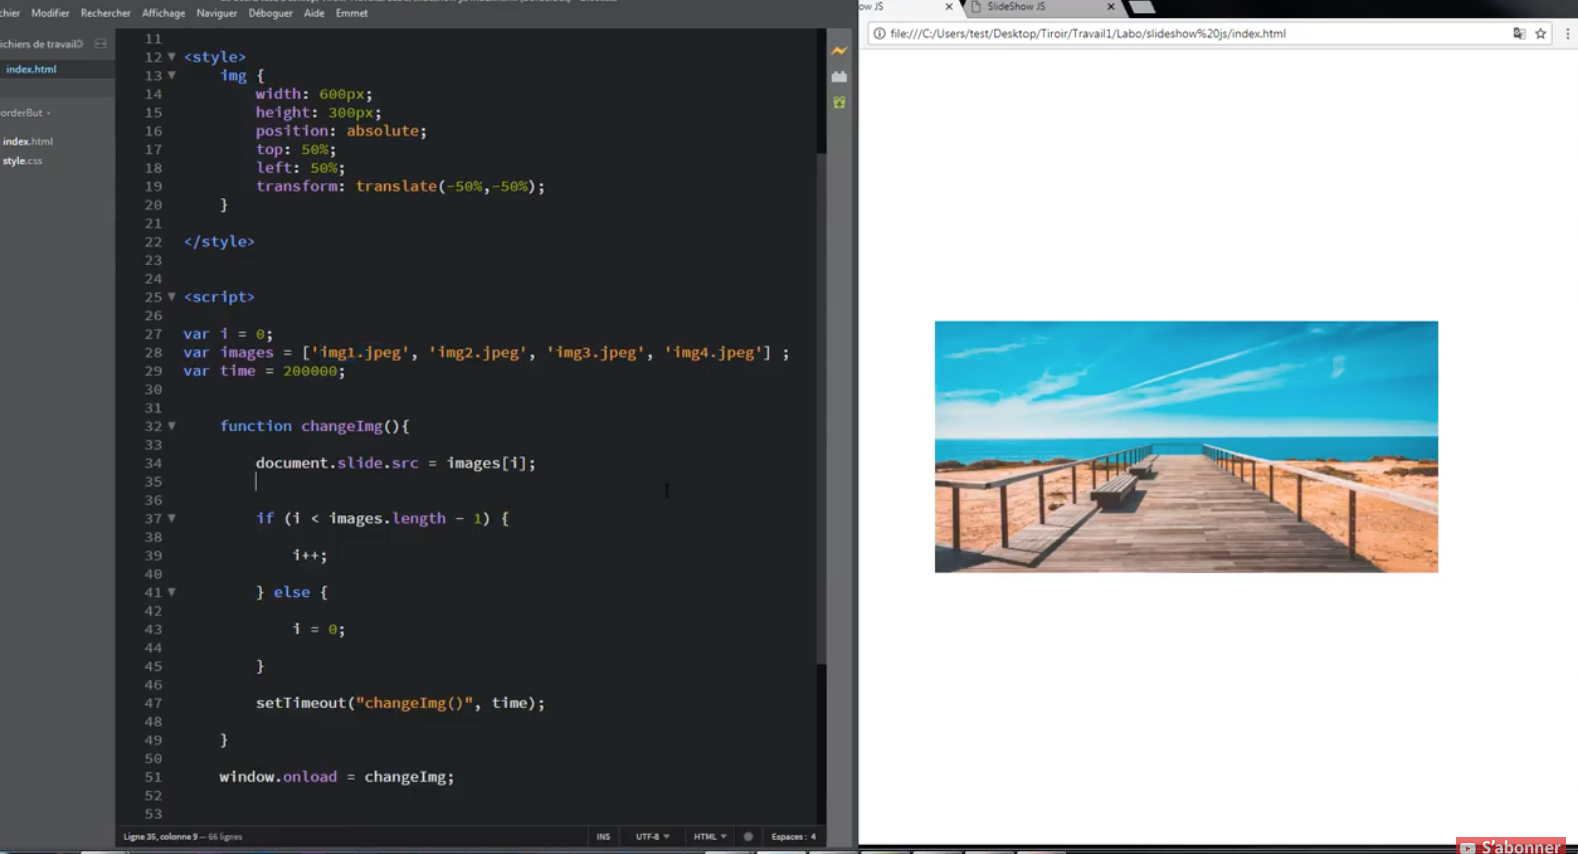 chier Modifier Rechercher Affichage Naviguer Déboguer Aide Emmet
ichiers de travail
index.html
orderBut
index.html
style.css
11
12 <style>
13 img {
14 width: 600px;
15 height: 300px;
16 position: absolute;
17 top: 50%;
18 left: 50%;
19 transform: translate(-50%,-50%);
20 }
21
22 </style>
23
24
25 <script>
26
27 var i = 0;
28 var images = ['img1.jpeg', 'img2.jpeg', 'img3.jpeg', 'img4.jpeg'] ;
29 var time = 200000;
30
31
32 function changeImg(){
33
34 document.slide.src = images[i];
35
36
37 if (i < images.length - 1) {
38
39 i++;
40
41 } else {
42
43 i = 0;
44
45 }
46
47 setTimeout("changeImg()", time);
48
49 }
50
51 window.onload = changeImg;
52
53
Ligne 35, colonne 9 — 66 lignes
INS UTF-8 HTML Espaces: 4
ow JS
SlideShow JS
file:///C:/Users/test/Desktop/Tiroir/Travail1/Labo/slideshow%20js/index.html
S'abonner